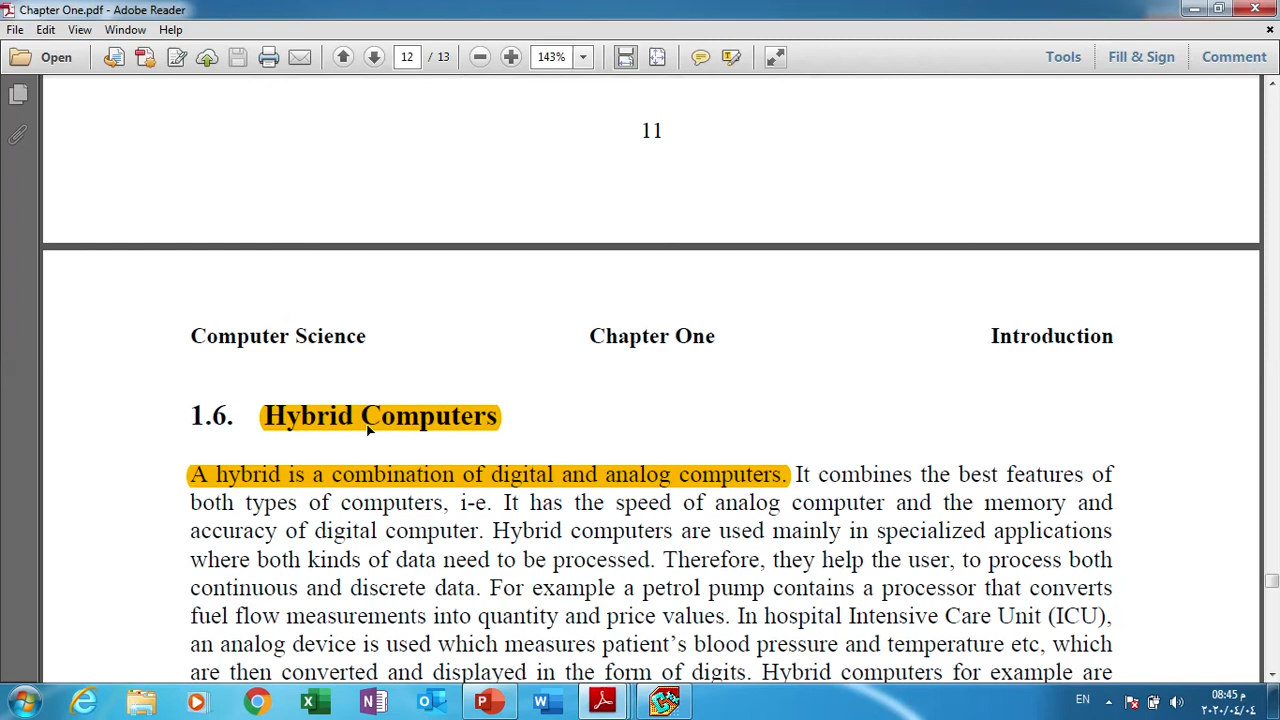 Chapter One.pdf - Adobe Reader
File Edit View Window Help
Open 12 / 13 143% Tools Fill & Sign Comment
11
Computer Science Chapter One Introduction
1.6. Hybrid Computers
A hybrid is a combination of digital and analog computers. It combines the best features of
both types of computers, i-e. It has the speed of analog computer and the memory and
accuracy of digital computer. Hybrid computers are used mainly in specialized applications
where both kinds of data need to be processed. Therefore, they help the user, to process both
continuous and discrete data. For example a petrol pump contains a processor that converts
fuel flow measurements into quantity and price values. In hospital Intensive Care Unit (ICU),
an analog device is used which measures patient's blood pressure and temperature etc, which
are then converted and displayed in the form of digits. Hybrid computers for example are
EN
م 08:45
٢٠٢٠/٠٤/٠٤